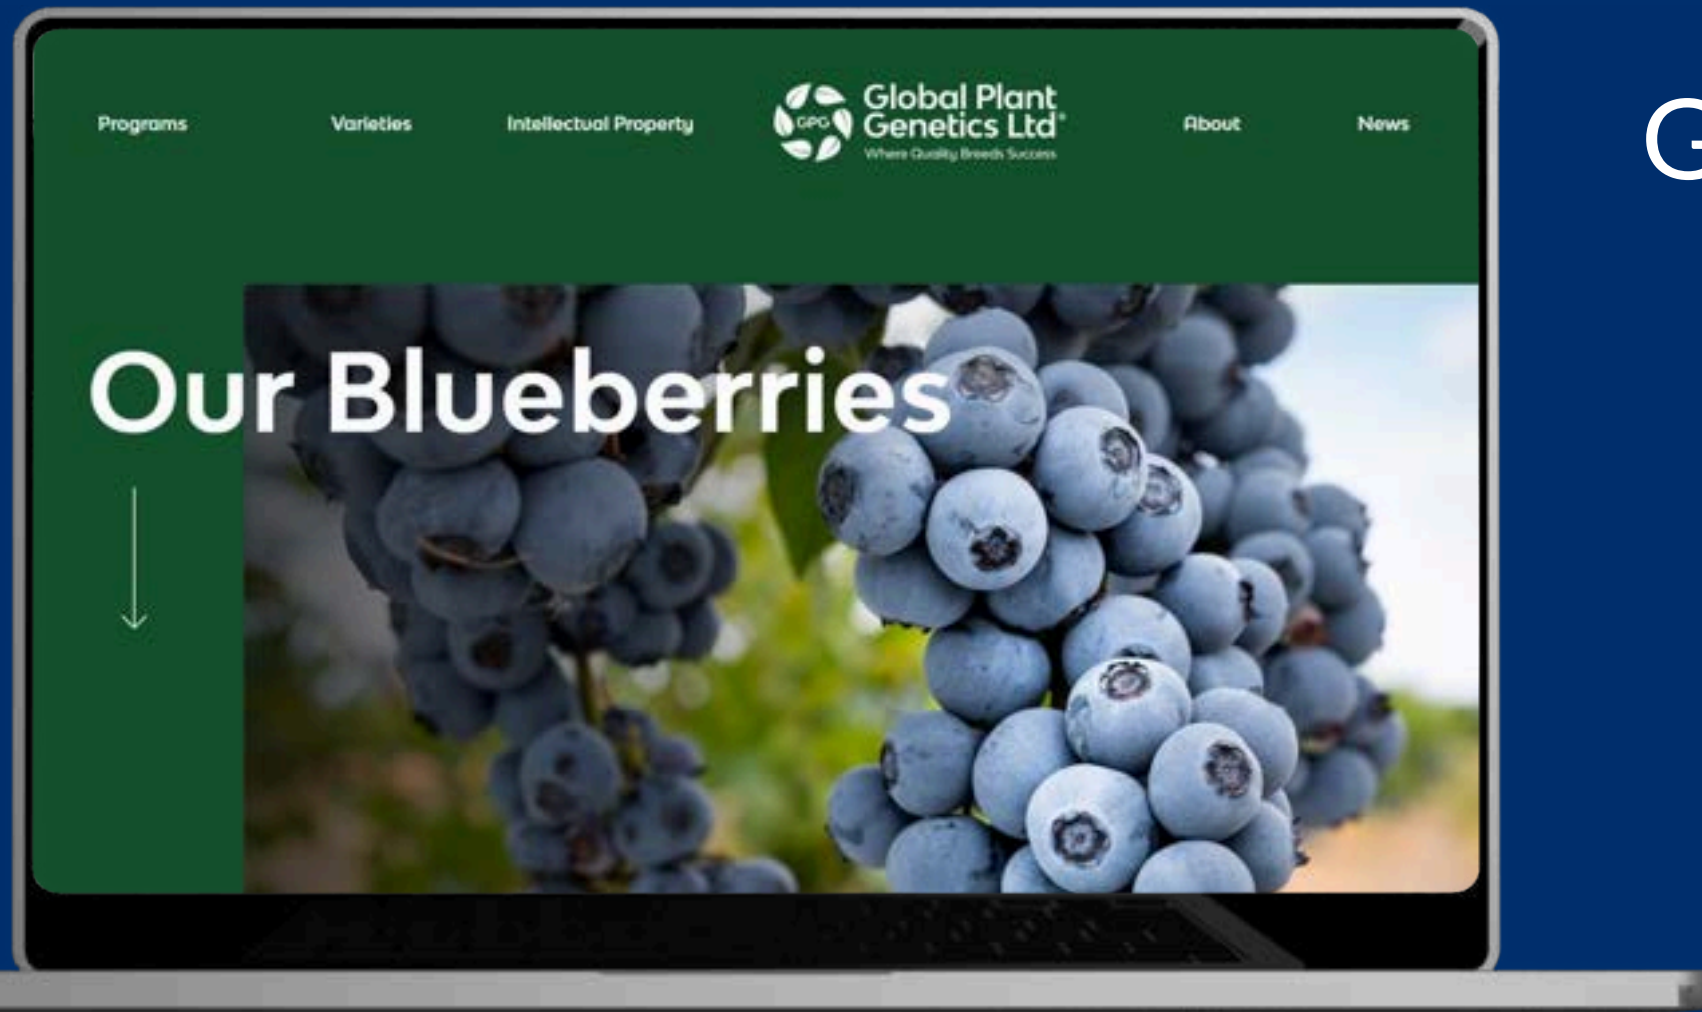 Programs
Varieties
Intellectual Property
GPG
Global Plant
Genetics Ltd®
Where Quality Breeds Success
About
News
G
Our Blueberries